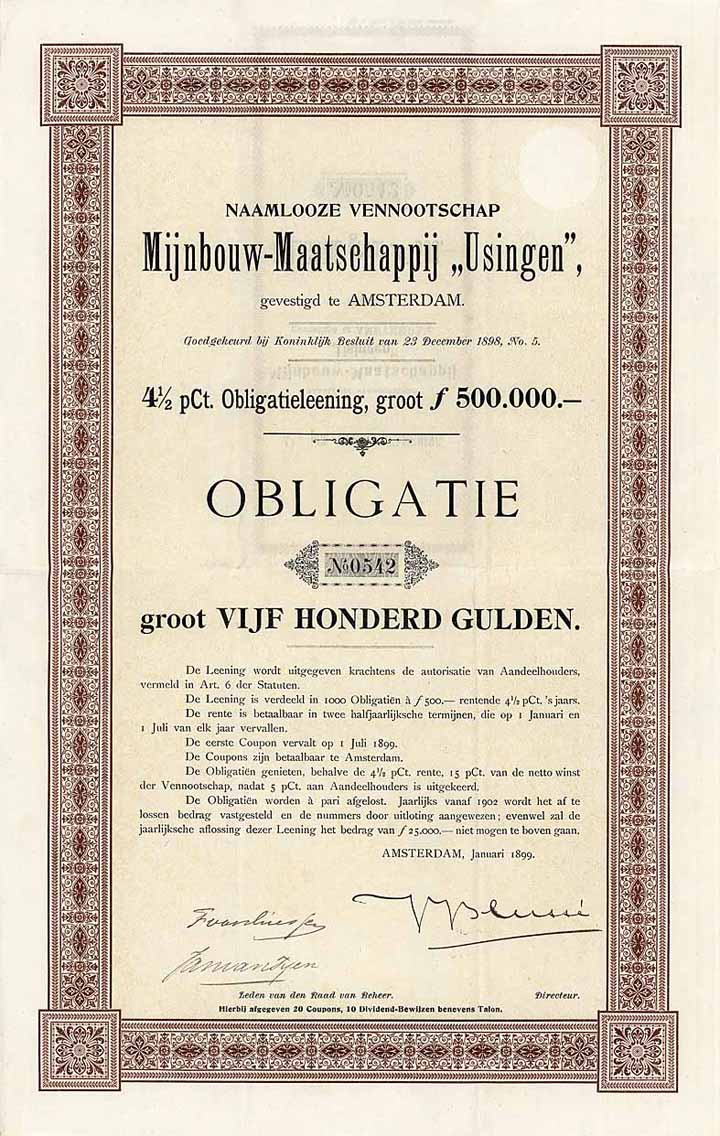 NAAMLOOZE VENNOOTSCHAP
Mijnbouw-Maatschappij „Usingen”,
gevestigd te AMSTERDAM.
Goedgekeurd bij Koninklijk Besluit van 23 December 1898, No. 5.
4½ pCt. Obligatieleening, groot f 500.000.—
OBLIGATIE
No 0542
groot VIJF HONDERD GULDEN.
De Leening wordt uitgegeven krachtens de autorisatie van Aandeelhouders,
vermeld in Art. 6 der Statuten.
De Leening is verdeeld in 1000 Obligatiën à f 500.— rentende 4½ pCt. 's jaars.
De rente is betaalbaar in twee halfjaarlijksche termijnen, die op 1 Januari en
1 Juli van elk jaar vervallen.
De eerste Coupon vervalt op 1 Juli 1899.
De Coupons zijn betaalbaar te Amsterdam.
De Obligatiën genieten, behalve de 4½ pCt. rente, 15 pCt. van de netto winst
der Vennootschap, nadat 5 pCt. aan Aandeelhouders is uitgekeerd.
De Obligatiën worden à pari afgelost. Jaarlijks vanaf 1902 wordt het af te
lossen bedrag vastgesteld en de nummers door uitloting aangewezen; evenwel zal de
jaarlijksche aflossing dezer Leening het bedrag van f 25.000.— niet mogen te boven gaan.
AMSTERDAM, Januari 1899.
Leden van den Raad van Beheer. Directeur.
Hierbij afgegeven 20 Coupons, 10 Dividend-Bewijzen benevens Talon.